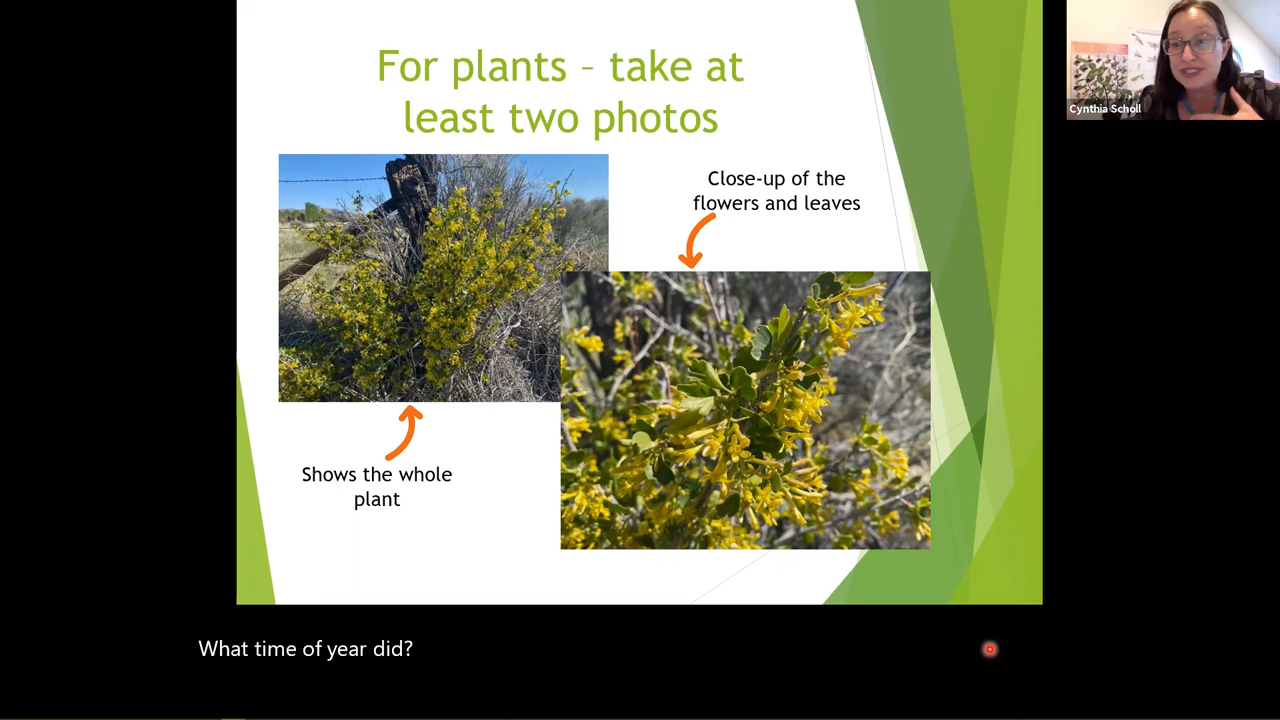 For plants – take at
least two photos
Close-up of the
flowers and leaves
Shows the whole
plant
Cynthia Scholl
What time of year did?